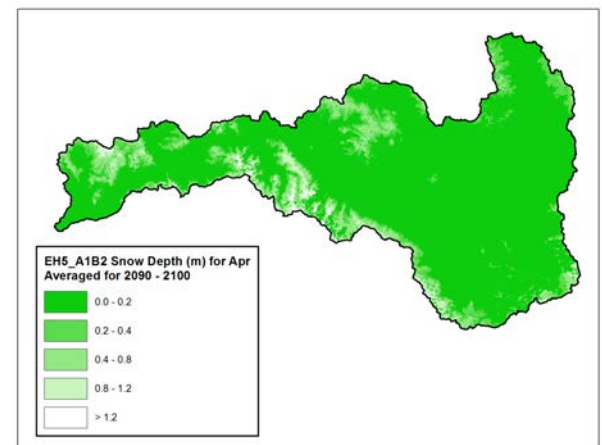 EH5_A1B2 Snow Depth (m) for Apr
Averaged for 2090 - 2100
0.0 - 0.2
0.2 - 0.4
0.4 - 0.8
0.8 - 1.2
> 1.2